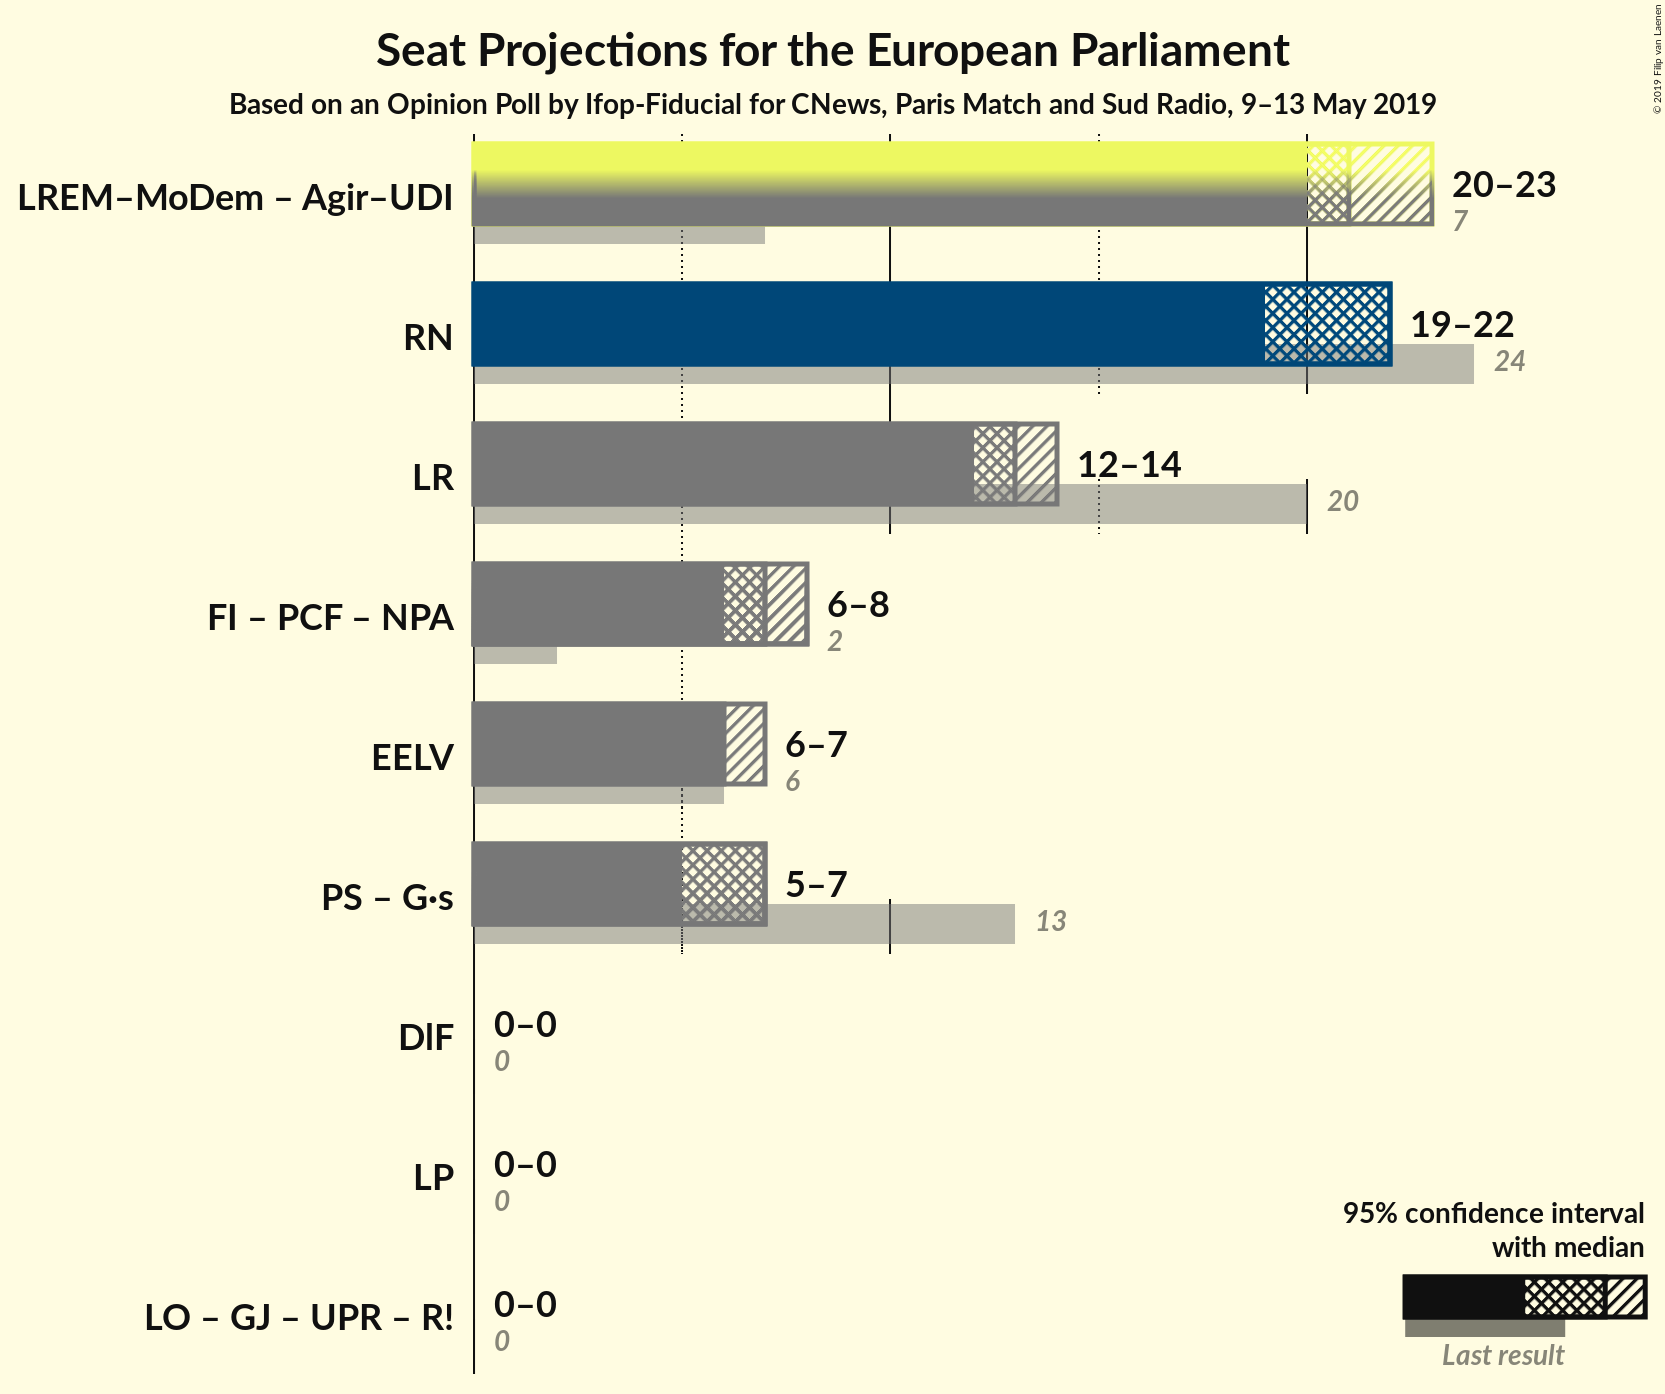 Seat Projections for the European Parliament
Based on an Opinion Poll by Ifop-Fiducial for CNews, Paris Match and Sud Radio, 9–13 May 2019
© 2019 Filip van Laenen
LREM–MoDem – Agir–UDI
20–23
7
RN
19–22
24
LR
12–14
20
FI – PCF – NPA
6–8
2
EELV
6–7
6
PS – G·s
5–7
13
DlF
0–0
0
LP
0–0
0
LO – GJ – UPR – R!
0–0
0
95% confidence interval
with median
Last result